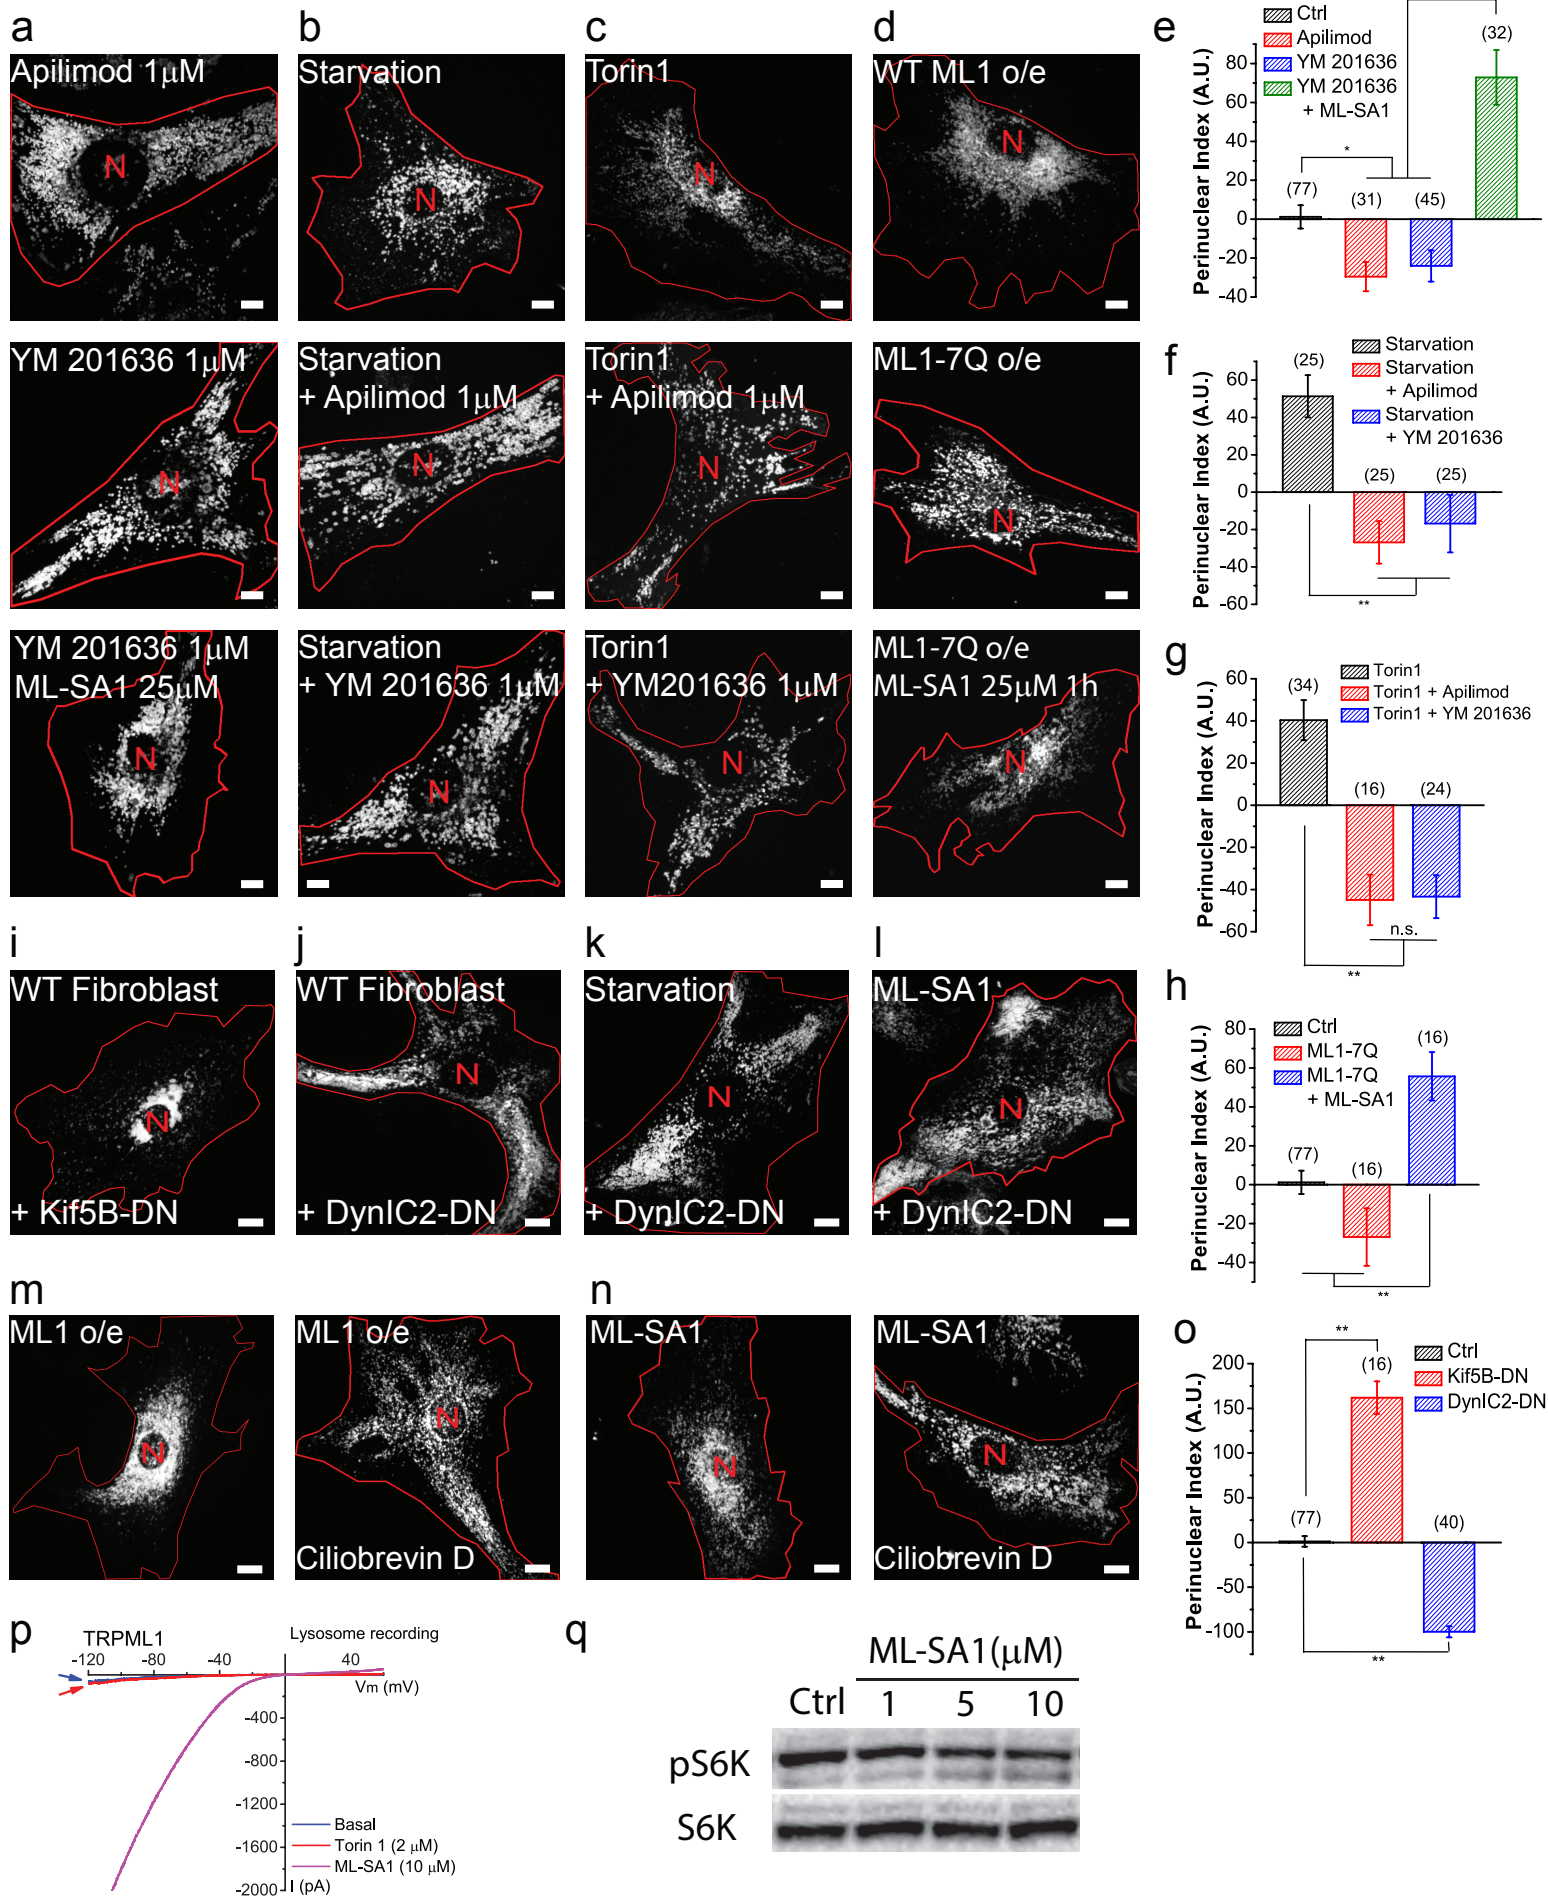 a
Apilimod 1μM
N
b
Starvation
N
c
Torin1
N
d
WT ML1 o/e
N
YM 201636 1μM
N
Starvation
+ Apilimod 1μM
N
Torin1
+ Apilimod 1μM
N
ML1-7Q o/e
N
YM 201636 1μM
ML-SA1 25μM
N
Starvation
+ YM 201636 1μM
N
Torin1
+ YM201636 1μM
N
ML1-7Q o/e
ML-SA1 25μM 1h
N
e
Ctrl
Apilimod
YM 201636
YM 201636
+ ML-SA1
Perinuclear Index (A.U.)
80
60
40
20
0
-20
-40
(77)
(31)
(45)
(32)
*
f
Starvation
Starvation
+ Apilimod
Starvation
+ YM 201636
Perinuclear Index (A.U.)
60
40
20
0
-20
-40
-60
(25)
(25)
(25)
**
g
Torin1
Torin1 + Apilimod
Torin1 + YM 201636
Perinuclear Index (A.U.)
60
40
20
0
-20
-40
-60
(34)
(16)
(24)
n.s.
**
h
Ctrl
ML1-7Q
ML1-7Q
+ ML-SA1
Perinuclear Index (A.U.)
80
60
40
20
0
-20
-40
(77)
(16)
(16)
**
i
WT Fibroblast
N
+ Kif5B-DN
j
WT Fibroblast
N
+ DynIC2-DN
k
Starvation
N
+ DynIC2-DN
l
ML-SA1
N
+ DynIC2-DN
m
ML1 o/e
N
ML1 o/e
N
Ciliobrevin D
n
ML-SA1
N
ML-SA1
N
Ciliobrevin D
o
Ctrl
Kif5B-DN
DynIC2-DN
Perinuclear Index (A.U.)
200
150
100
50
0
-50
-100
**
(77)
(16)
(40)
**
p
TRPML1
Lysosome recording
-120
-80
-40
40
Vm (mV)
-400
-800
-1200
-1600
-2000
I (pA)
Basal
Torin 1 (2 μM)
ML-SA1 (10 μM)
q
ML-SA1(μM)
Ctrl 1 5 10
pS6K
S6K